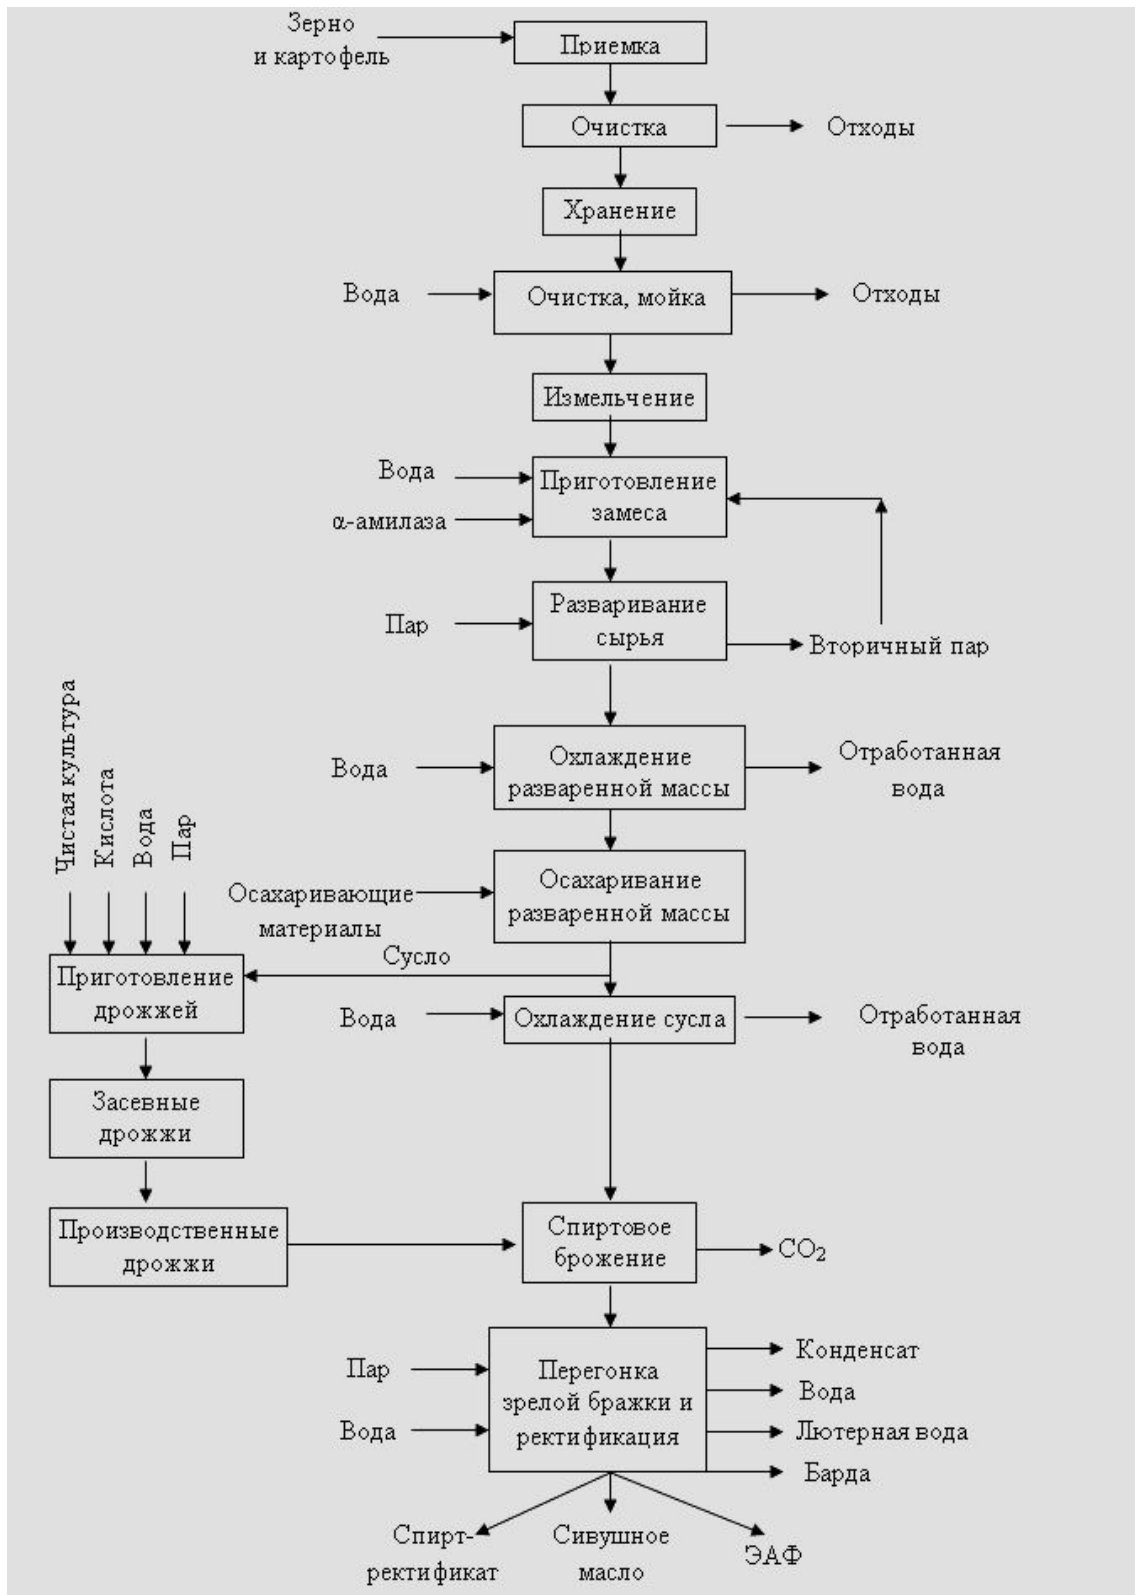 Зерно
и картофель
Приемка
Очистка
Отходы
Хранение
Вода
Очистка, мойка
Отходы
Измельчение
Вода
α-амилаза
Приготовление
замеса
Пар
Разваривание
сырья
Вторичный пар
Вода
Охлаждение
разваренной массы
Отработанная
вода
Чистая культура
Кислота
Вода
Пар
Осахаривающие
материалы
Осахаривание
разваренной массы
Сусло
Приготовление
дрожжей
Вода
Охлаждение сусла
Отработанная
вода
Засевные
дрожжи
Производственные
дрожжи
Спиртовое
брожение
CO₂
Пар
Вода
Перегонка
зрелой бражки и
ректификация
Конденсат
Вода
Лютерная вода
Барда
Спирт-
ректификат
Сивушное
масло
ЭАФ